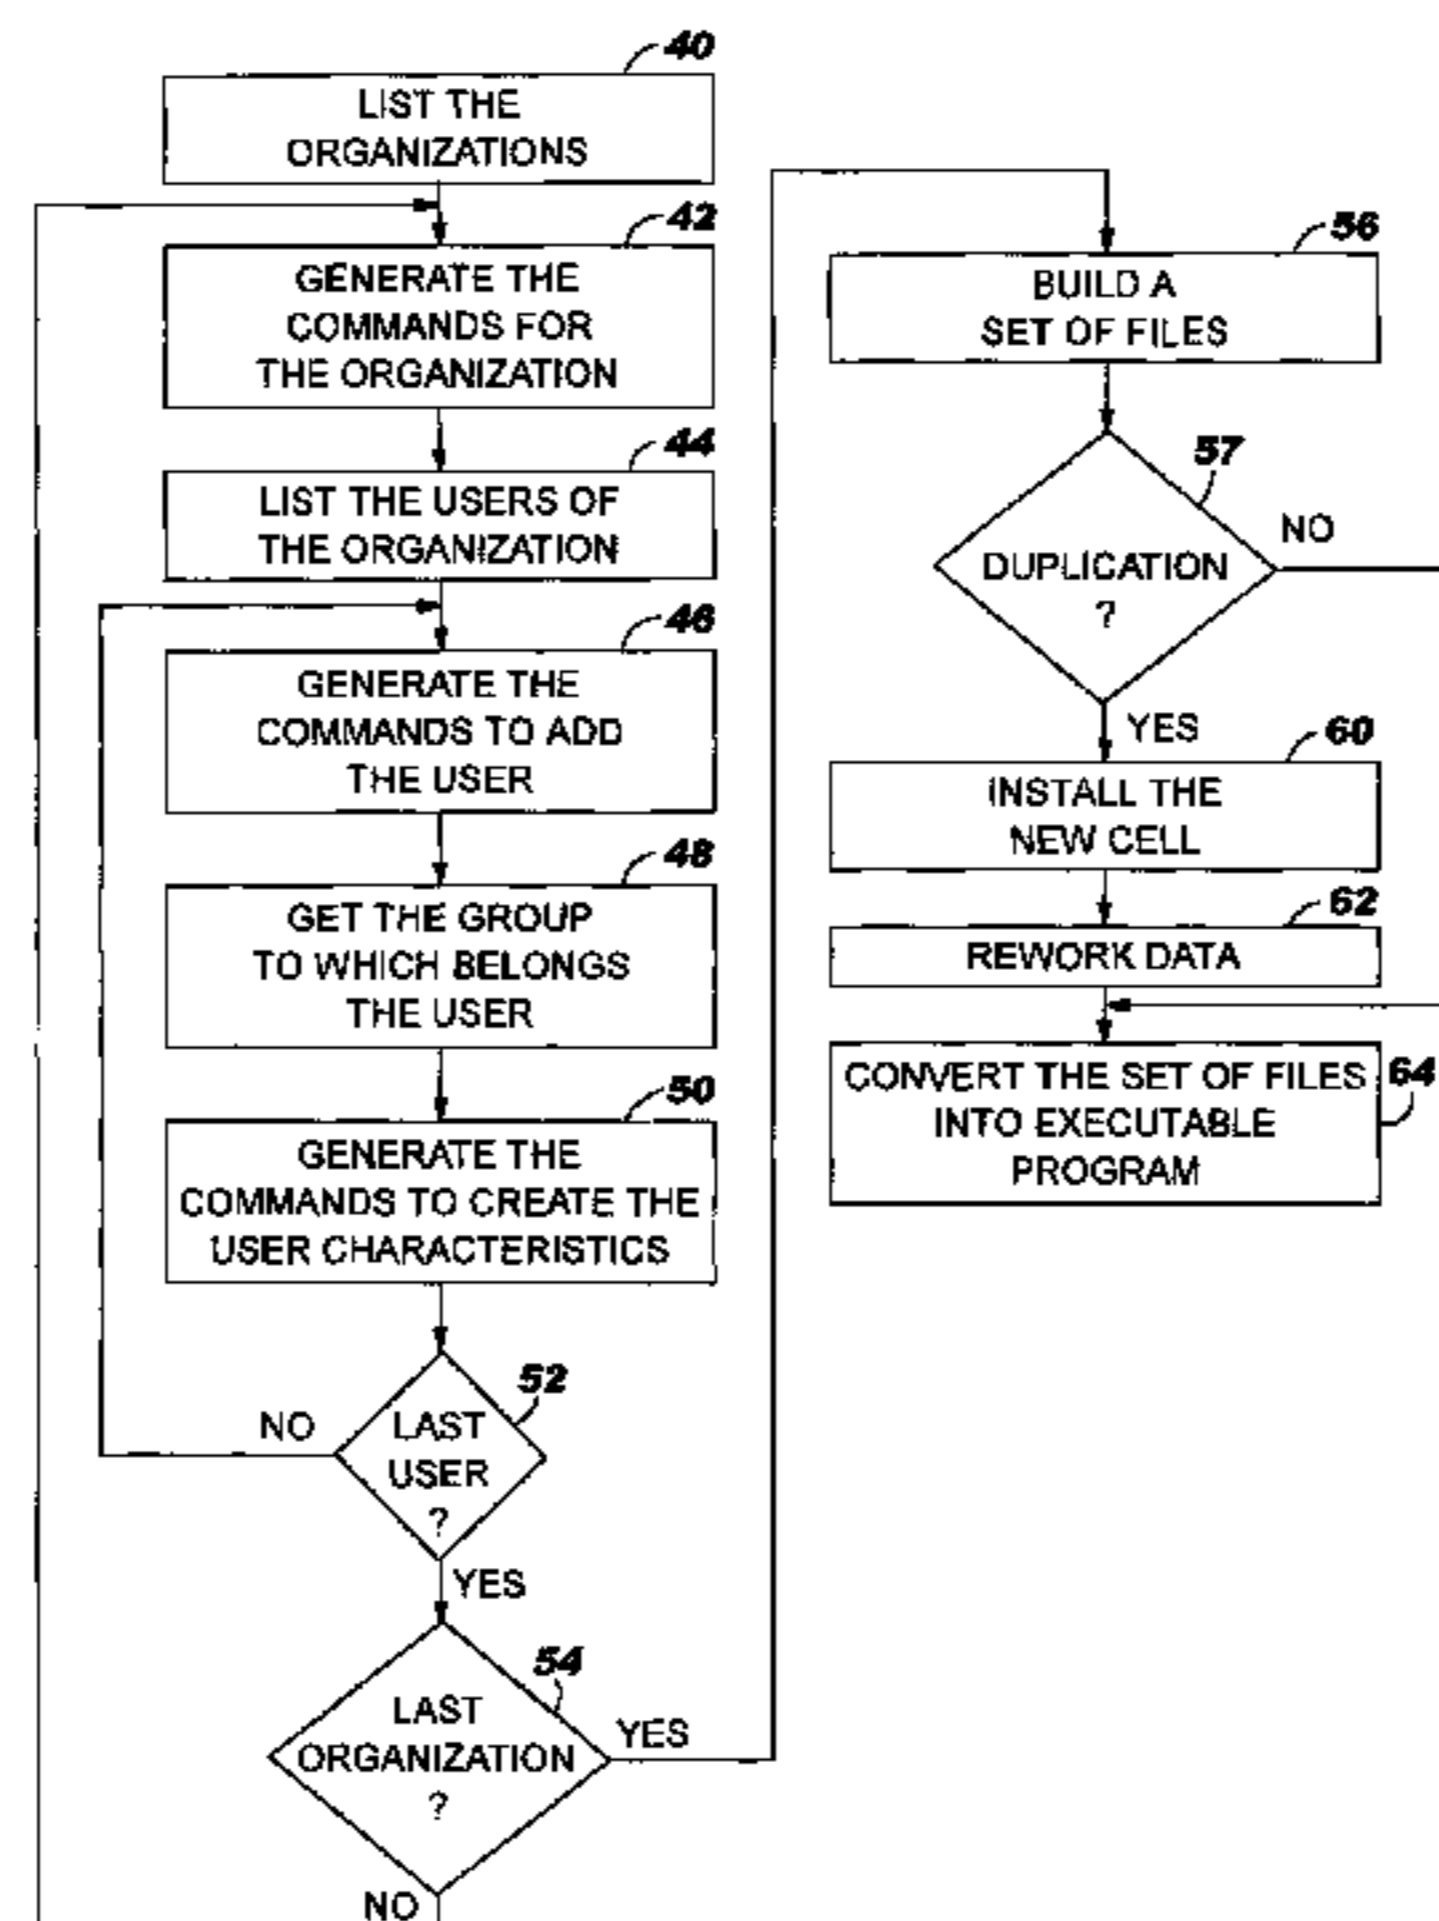 40
LIST THE
ORGANIZATIONS
42
GENERATE THE
COMMANDS FOR
THE ORGANIZATION
44
LIST THE USERS OF
THE ORGANIZATION
46
GENERATE THE
COMMANDS TO ADD
THE USER
48
GET THE GROUP
TO WHICH BELONGS
THE USER
50
GENERATE THE
COMMANDS TO CREATE THE
USER CHARACTERISTICS
52
NO
LAST
USER
?
YES
54
LAST
ORGANIZATION
?
YES
NO
56
BUILD A
SET OF FILES
57
NO
DUPLICATION
?
YES
60
INSTALL THE
NEW CELL
62
REWORK DATA
CONVERT THE SET OF FILES
64
INTO EXECUTABLE
PROGRAM